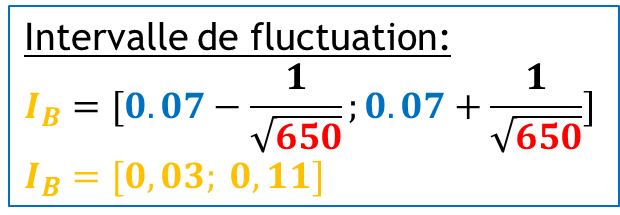 Intervalle de fluctuation:
I_B = [0.07 − 1/√650 ; 0.07 + 1/√650]
I_B = [0,03; 0,11]